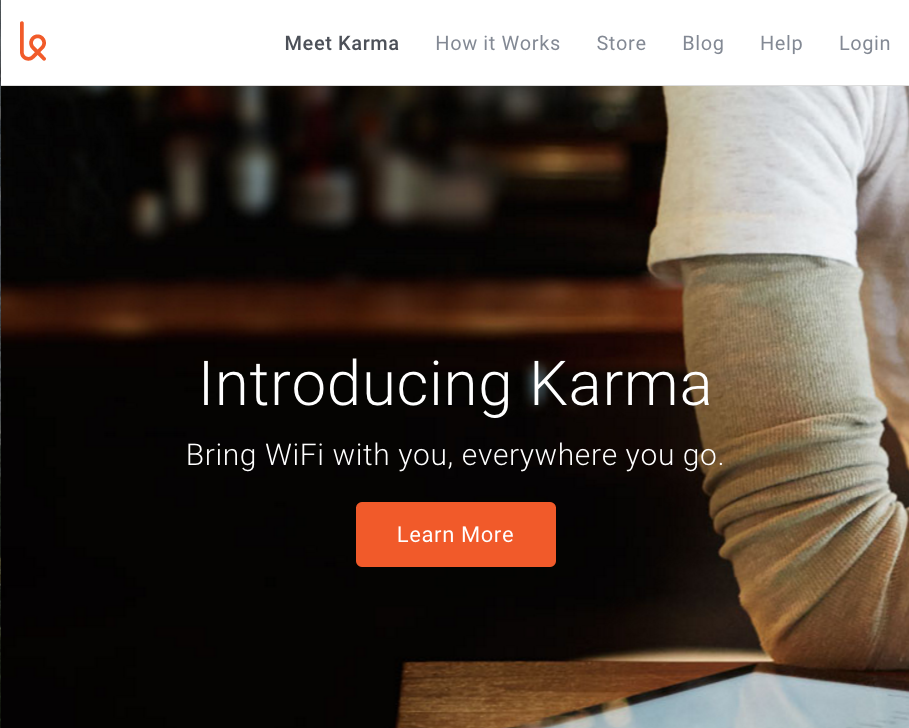 Meet Karma How it Works Store Blog Help Login
Introducing Karma
Bring WiFi with you, everywhere you go.
Learn More